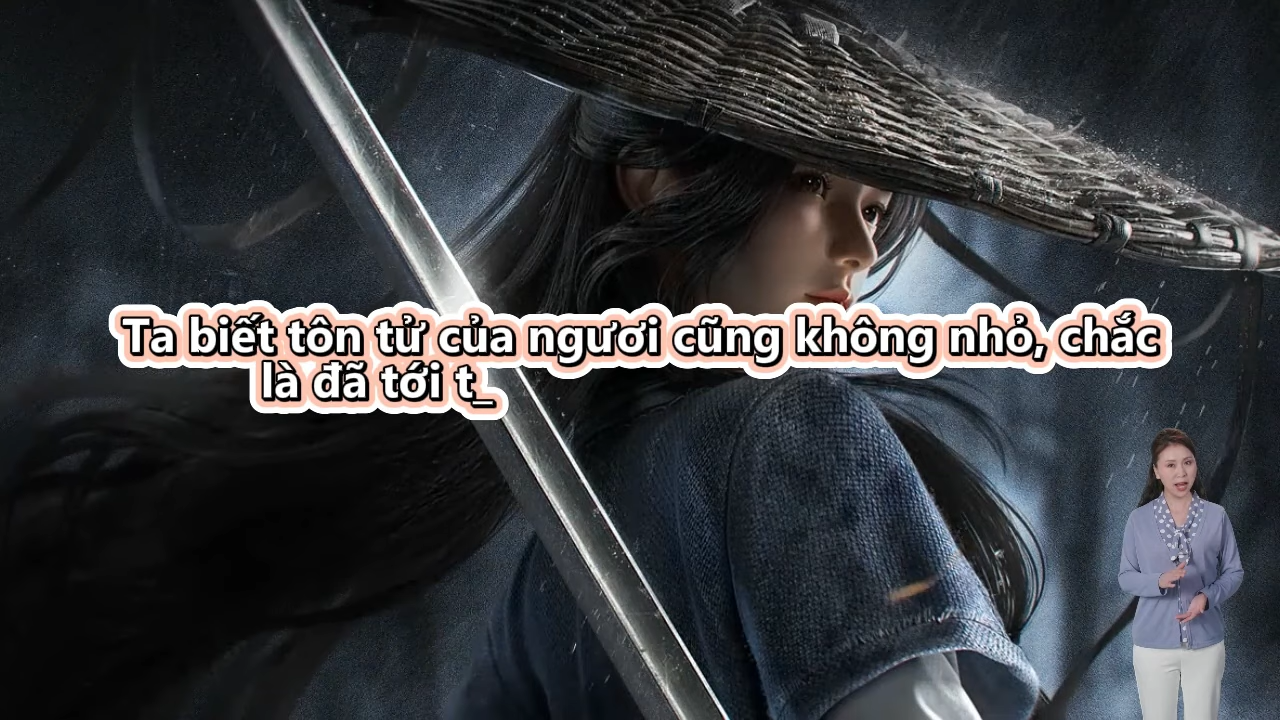 Ta biết tôn tử của ngươi cũng không nhỏ, chắc
là đã tới t_